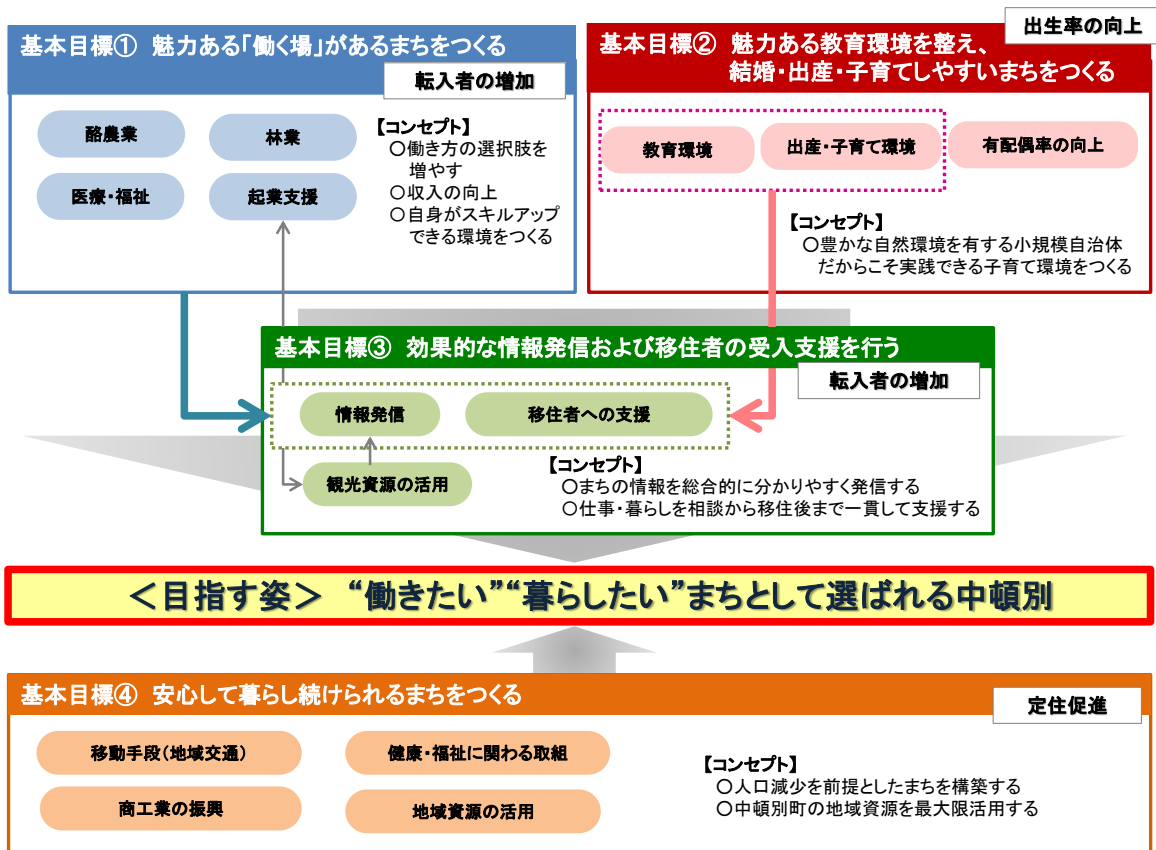 基本目標① 魅力ある「働く場」があるまちをつくる
転入者の増加
酪農業
林業
医療・福祉
起業支援
【コンセプト】
○働き方の選択肢を
増やす
○収入の向上
○自身がスキルアップ
できる環境をつくる
出生率の向上
基本目標② 魅力ある教育環境を整え、
結婚・出産・子育てしやすいまちをつくる
教育環境
出産・子育て環境
有配偶率の向上
【コンセプト】
○豊かな自然環境を有する小規模自治体
だからこそ実践できる子育て環境をつくる
基本目標③ 効果的な情報発信および移住者の受入支援を行う
転入者の増加
情報発信
移住者への支援
観光資源の活用
【コンセプト】
○まちの情報を総合的に分かりやすく発信する
○仕事・暮らしを相談から移住後まで一貫して支援する
＜目指す姿＞ “働きたい”“暮らしたい”まちとして選ばれる中頓別
基本目標④ 安心して暮らし続けられるまちをつくる
定住促進
移動手段（地域交通）
健康・福祉に関わる取組
商工業の振興
地域資源の活用
【コンセプト】
○人口減少を前提としたまちを構築する
○中頓別町の地域資源を最大限活用する